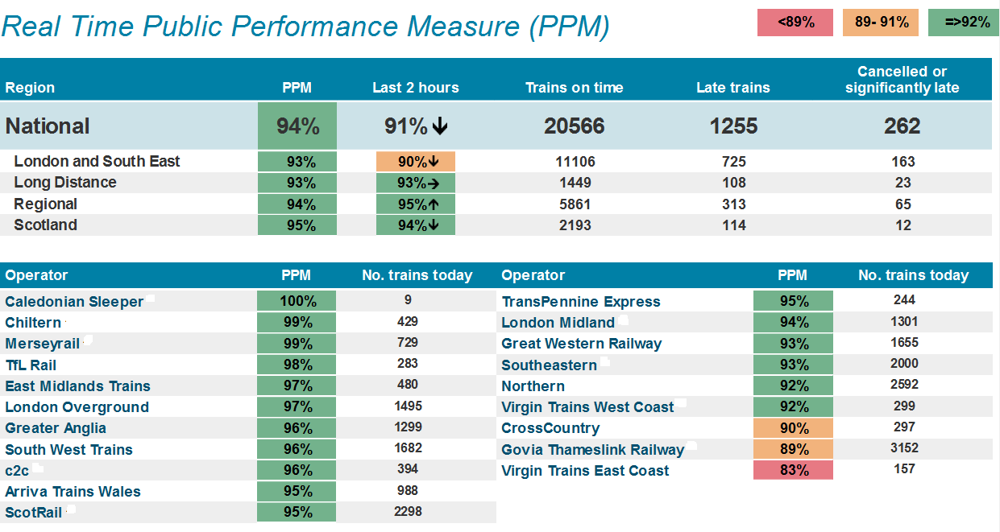 Real Time Public Performance Measure (PPM)
<89% 89- 91% =>92%
Region PPM Last 2 hours Trains on time Late trains Cancelled or significantly late
National 94% 91% ↓ 20566 1255 262
London and South East 93% 90%↓ 11106 725 163
Long Distance 93% 93%→ 1449 108 23
Regional 94% 95%↑ 5861 313 65
Scotland 95% 94%↓ 2193 114 12
Operator PPM No. trains today Operator PPM No. trains today
Caledonian Sleeper 100% 9 TransPennine Express 95% 244
Chiltern 99% 429 London Midland 94% 1301
Merseyrail 99% 729 Great Western Railway 93% 1655
TfL Rail 98% 283 Southeastern 93% 2000
East Midlands Trains 97% 480 Northern 92% 2592
London Overground 97% 1495 Virgin Trains West Coast 92% 299
Greater Anglia 96% 1299 CrossCountry 90% 297
South West Trains 96% 1682 Govia Thameslink Railway 89% 3152
c2c 96% 394 Virgin Trains East Coast 83% 157
Arriva Trains Wales 95% 988
ScotRail 95% 2298